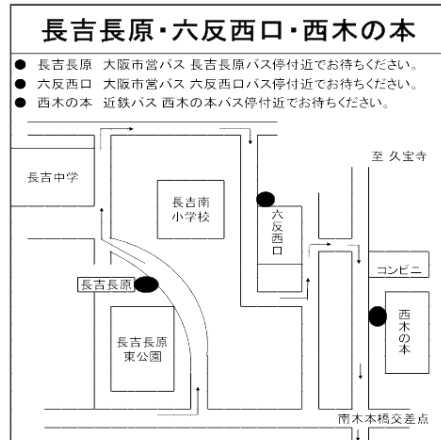 長吉長原・六反西口・西木の本
● 長吉長原 大阪市営バス 長吉長原バス停付近でお待ちください。
● 六反西口 大阪市営バス 六反西口バス停付近でお待ちください。
● 西木の本 近鉄バス 西木の本バス停付近でお待ちください。
至 久宝寺
長吉中学
長吉南
小学校
六反西口
コンビニ
長吉長原
西木の本
長吉長原
東公園
南木本橋交差点